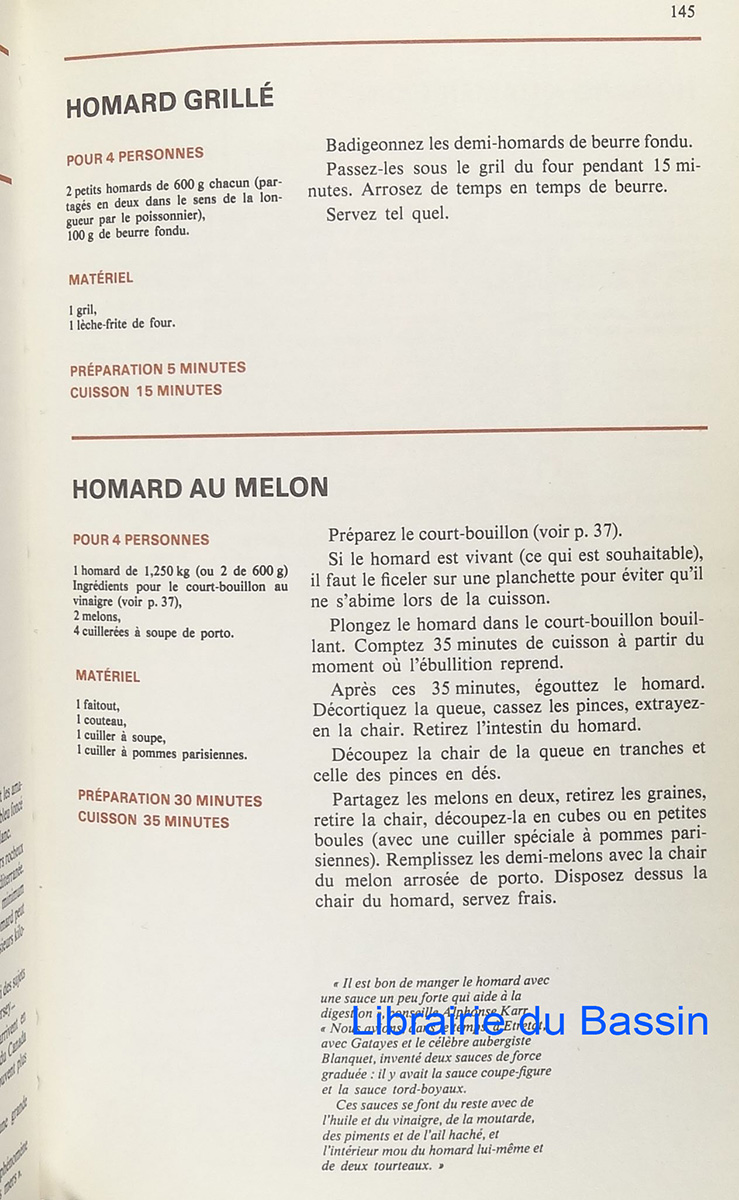 145
HOMARD GRILLÉ
POUR 4 PERSONNES
2 petits homards de 600 g chacun (par-
tagés en deux dans le sens de la lon-
gueur par le poissonnier),
100 g de beurre fondu.
MATÉRIEL
1 gril,
1 lèche-frite de four.
PRÉPARATION 5 MINUTES
CUISSON 15 MINUTES
Badigeonnez les demi-homards de beurre fondu.
Passez-les sous le gril du four pendant 15 mi-
nutes. Arrosez de temps en temps de beurre.
Servez tel quel.
HOMARD AU MELON
POUR 4 PERSONNES
1 homard de 1,250 kg (ou 2 de 600 g)
Ingrédients pour le court-bouillon au
vinaigre (voir p. 37),
2 melons,
4 cuillerées à soupe de porto.
MATÉRIEL
1 faitout,
1 couteau,
1 cuiller à soupe,
1 cuiller à pommes parisiennes.
PRÉPARATION 30 MINUTES
CUISSON 35 MINUTES
Préparez le court-bouillon (voir p. 37).
Si le homard est vivant (ce qui est souhaitable),
il faut le ficeler sur une planchette pour éviter qu'il
ne s'abime lors de la cuisson.
Plongez le homard dans le court-bouillon bouil-
lant. Comptez 35 minutes de cuisson à partir du
moment où l'ébullition reprend.
Après ces 35 minutes, égouttez le homard.
Décortiquez la queue, cassez les pinces, extrayez-
en la chair. Retirez l'intestin du homard.
Découpez la chair de la queue en tranches et
celle des pinces en dés.
Partagez les melons en deux, retirez les graines,
retire la chair, découpez-la en cubes ou en petites
boules (avec une cuiller spéciale à pommes pari-
siennes). Remplissez les demi-melons avec la chair
du melon arrosée de porto. Disposez dessus la
chair du homard, servez frais.
« Il est bon de manger le homard avec
une sauce un peu forte qui aide à la
digestion », conseille Alphonse Karr.
« Nous avions, dans le temps, à Etretat,
avec Gatayes et le célèbre aubergiste
Blanquet, inventé deux sauces de force
graduée : il y avait la sauce coupe-figure
et la sauce tord-boyaux.
Ces sauces se font du reste avec de
l'huile et du vinaigre, de la moutarde,
des piments et de l'ail haché, et
l'intérieur mou du homard lui-même et
de deux tourteaux. »
Librairie du Bassin